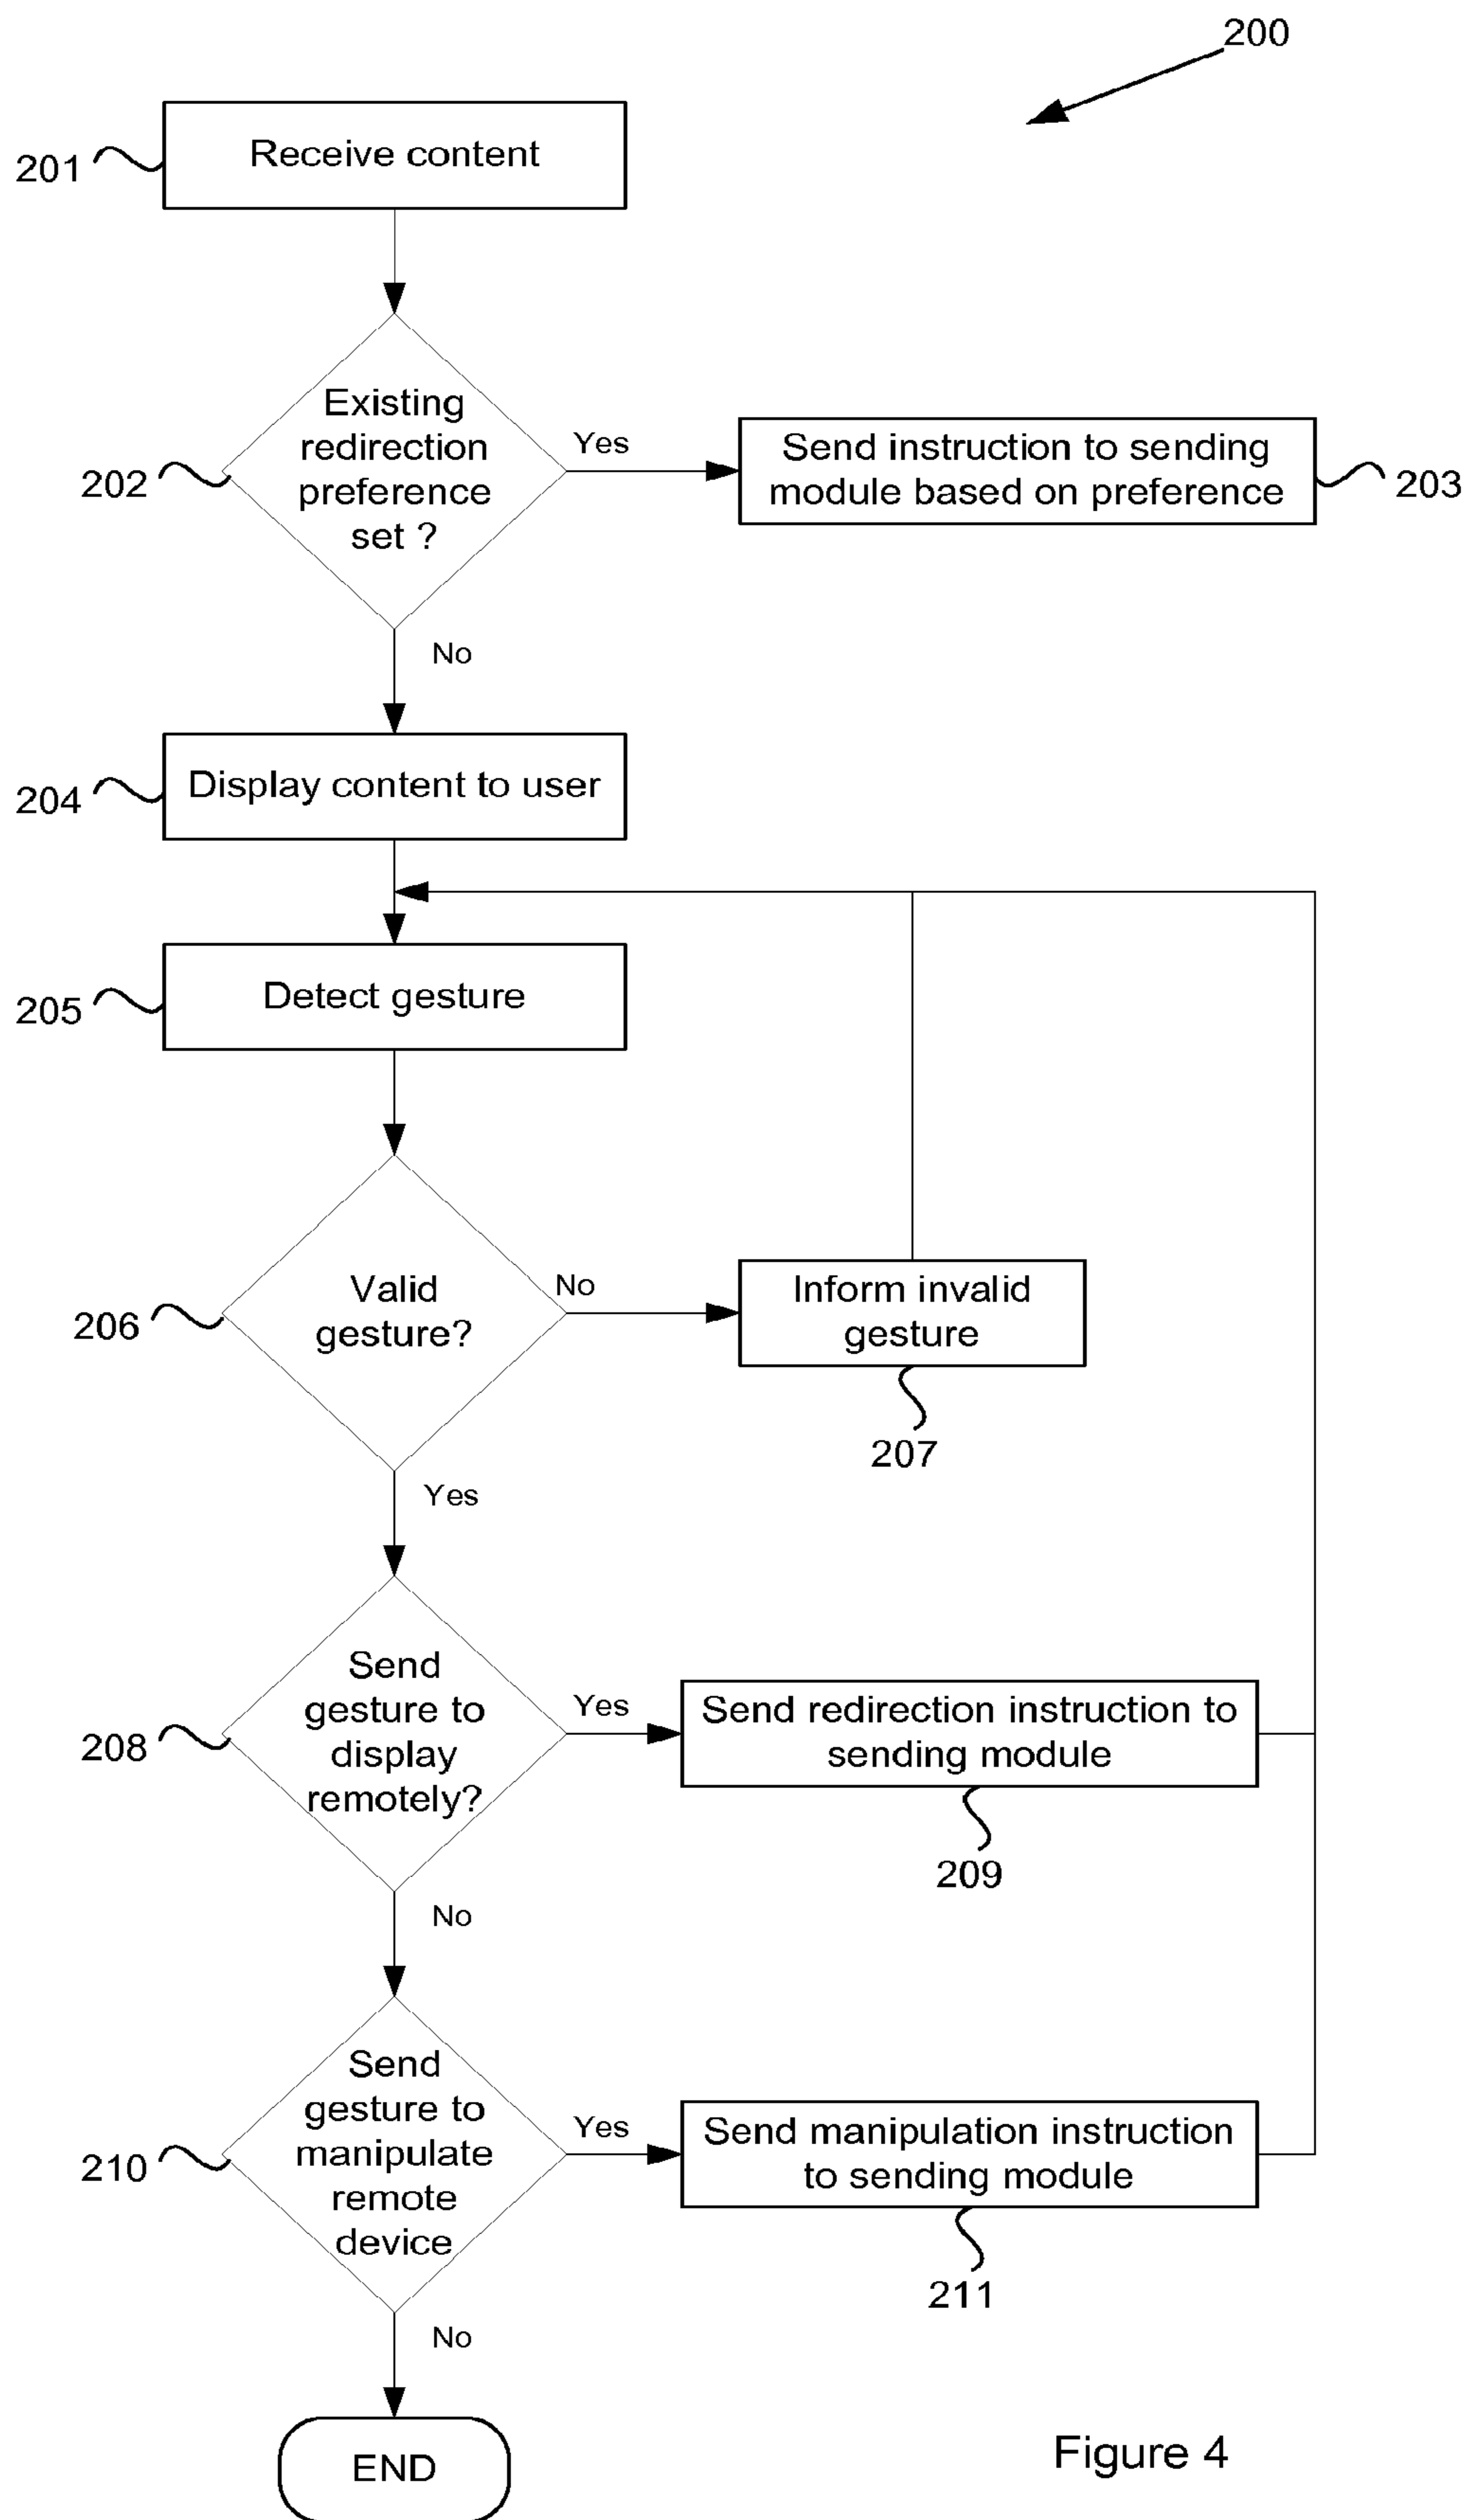 200
201
Receive content
Existing
redirection
preference
set ?
202
Yes
Send instruction to sending
module based on preference
203
No
204
Display content to user
205
Detect gesture
206
Valid
gesture?
No
Inform invalid
gesture
207
Yes
208
Send
gesture to
display
remotely?
Yes
Send redirection instruction to
sending module
209
No
210
Send
gesture to
manipulate
remote
device
Yes
Send manipulation instruction
to sending module
211
No
END
Figure 4